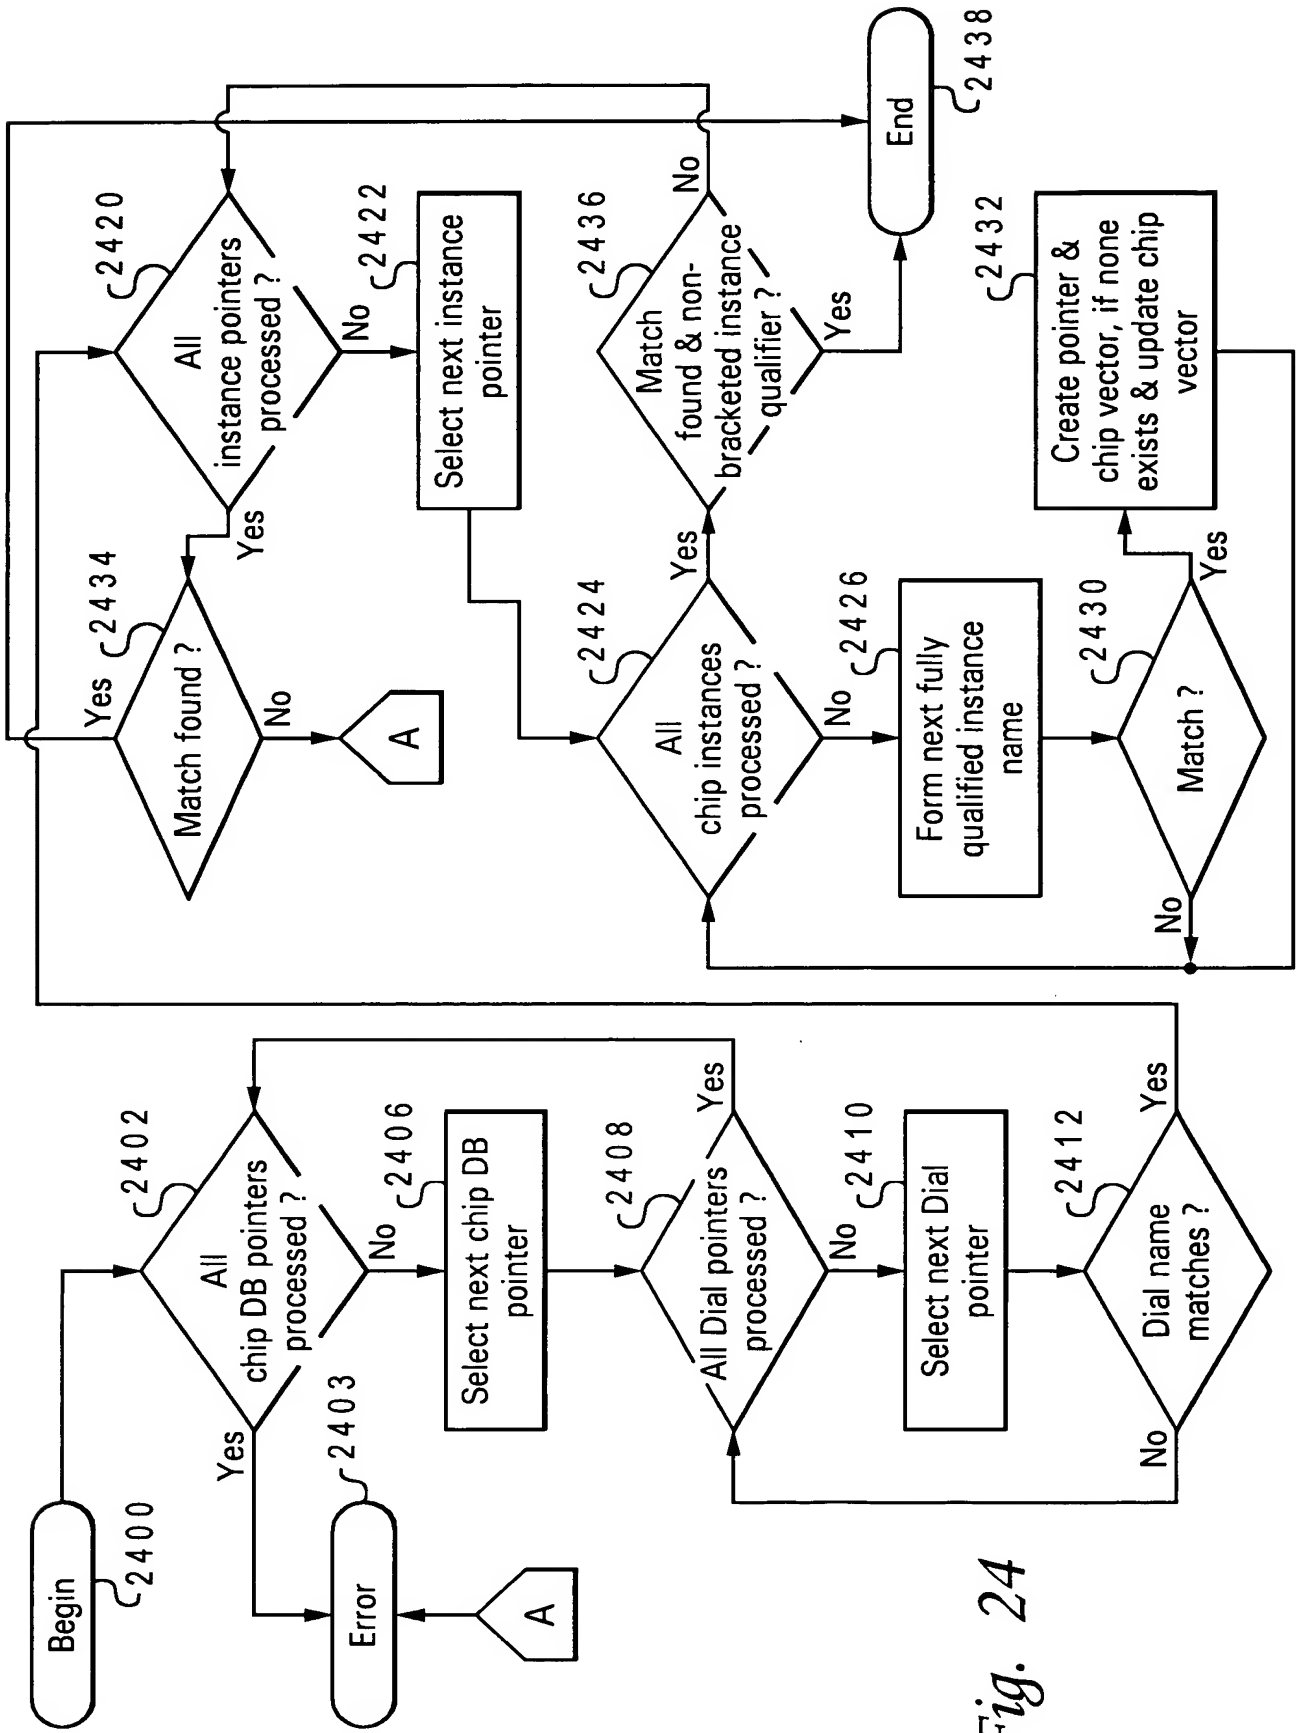 Begin
2400
All
chip DB pointers
processed ?
2402
Yes
No
Error
2403
A
Select next chip DB
pointer
2406
All Dial pointers
processed ?
2408
Yes
No
Select next Dial
pointer
2410
Dial name
matches ?
2412
No
Yes
Match found ?
2434
Yes
No
A
All
instance pointers
processed ?
2420
Yes
No
Select next instance
pointer
2422
All
chip instances
processed ?
2424
Yes
No
Form next fully
qualified instance
name
2426
Match ?
2430
No
Yes
Create pointer &
chip vector, if none
exists & update chip
vector
2432
Match
found & non-
bracketed instance
qualifier ?
2436
No
Yes
End
2438
Fig. 24